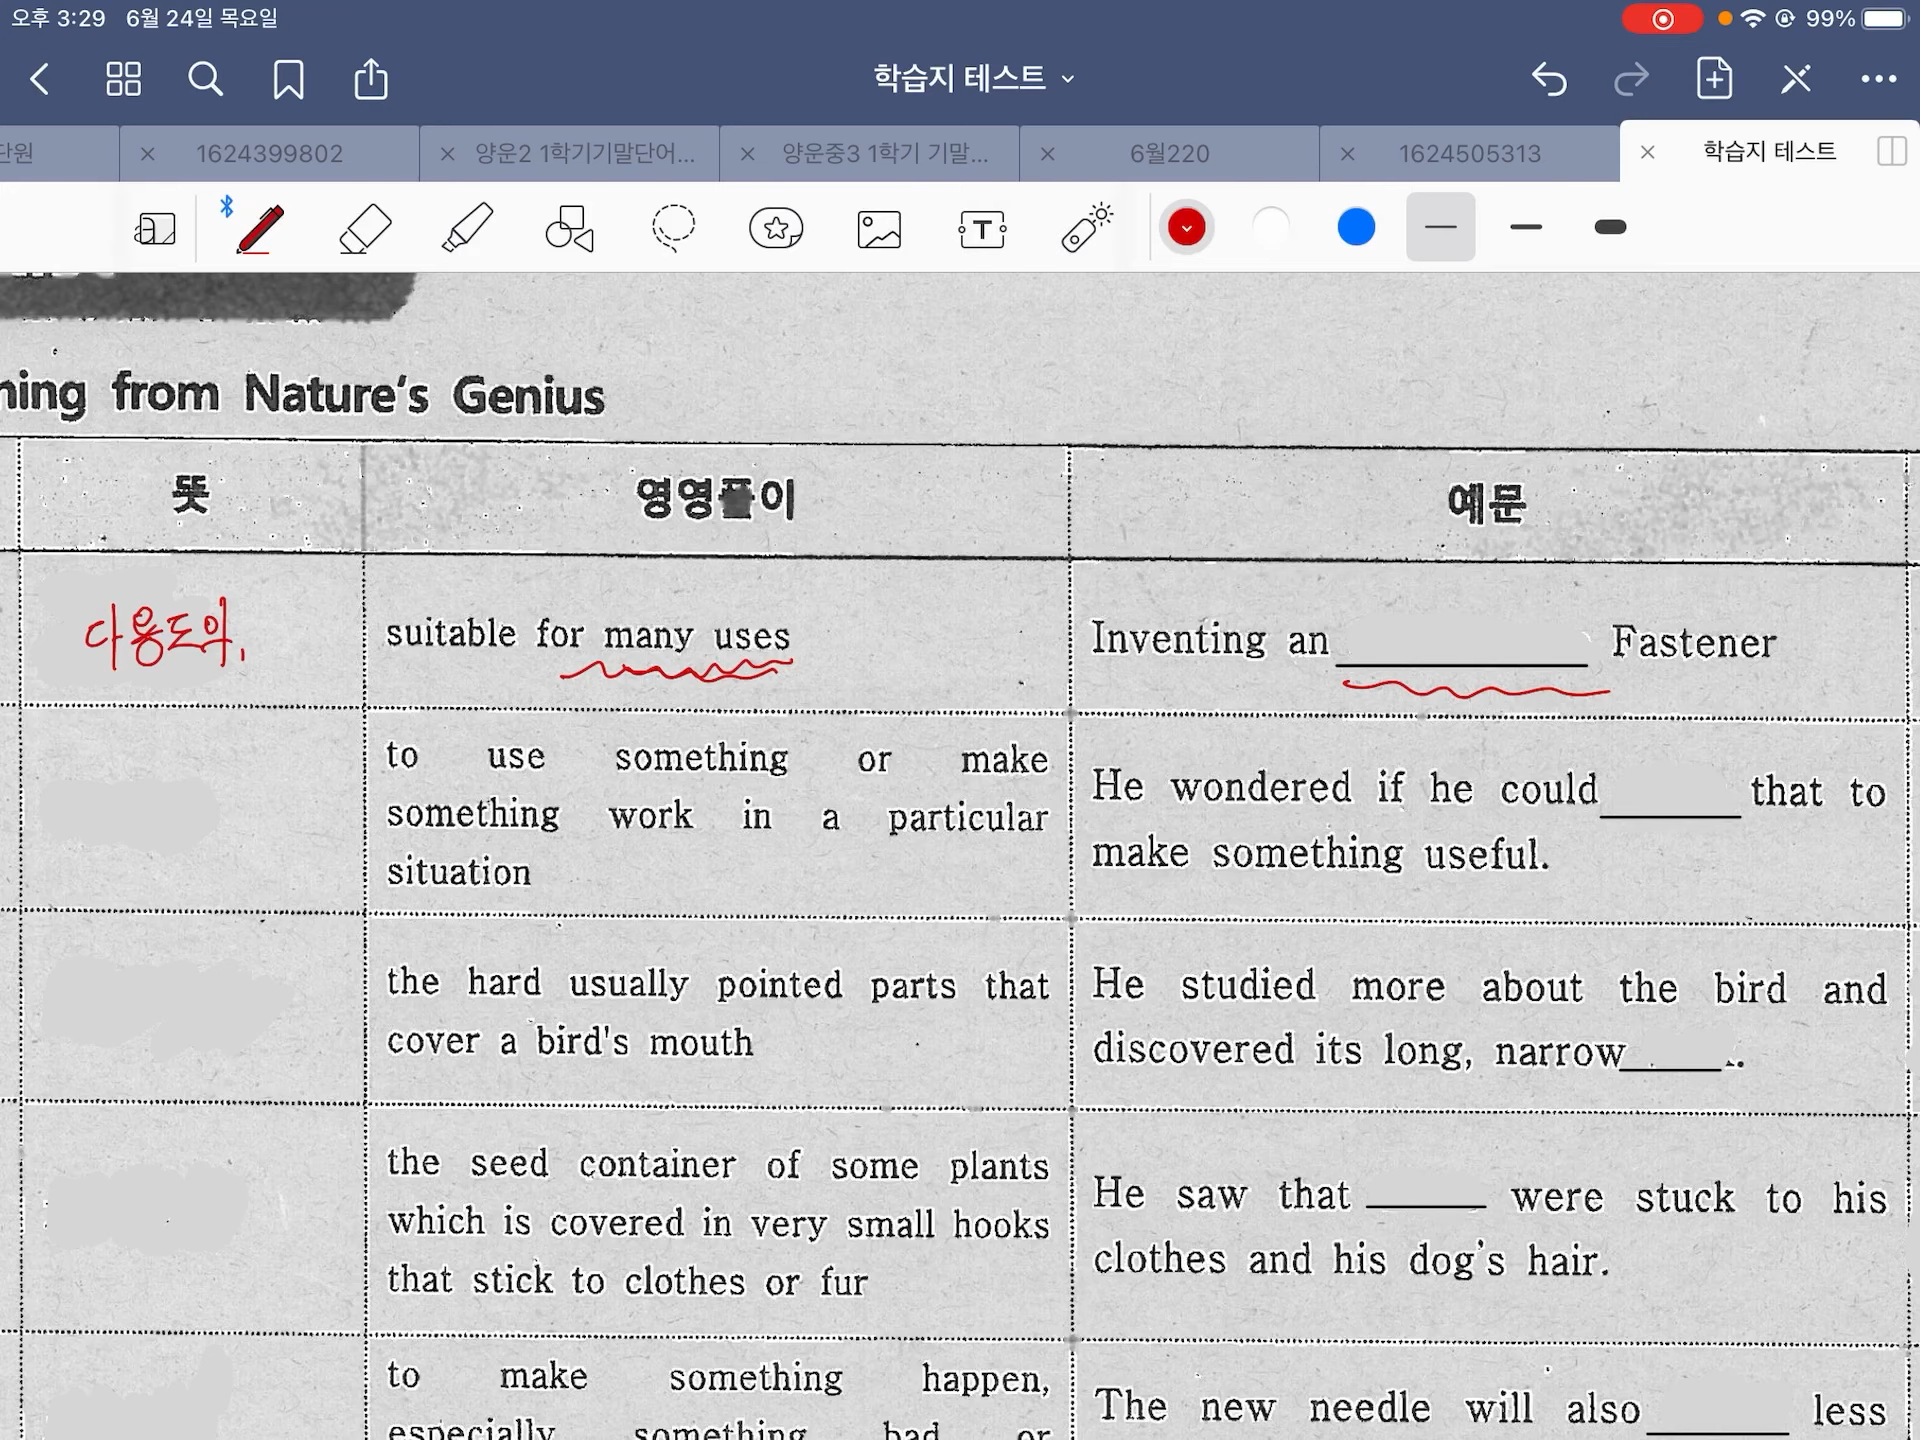 오후 3:29 6월 24일 목요일
99%
학습지 테스트
단원
1624399802
양운2 1학기기말단어...
양운중3 1학기 기말...
6월220
1624505313
학습지 테스트
ning from Nature's Genius
뜻 영영풀이 예문
다용도의,
suitable for many uses
Inventing an Fastener
to use something or make
something work in a particular
situation
He wondered if he could that to
make something useful.
the hard usually pointed parts that
cover a bird's mouth
He studied more about the bird and
discovered its long, narrow .
the seed container of some plants
which is covered in very small hooks
that stick to clothes or fur
He saw that were stuck to his
clothes and his dog's hair.
to make something happen,
especially something bad or
The new needle will also less